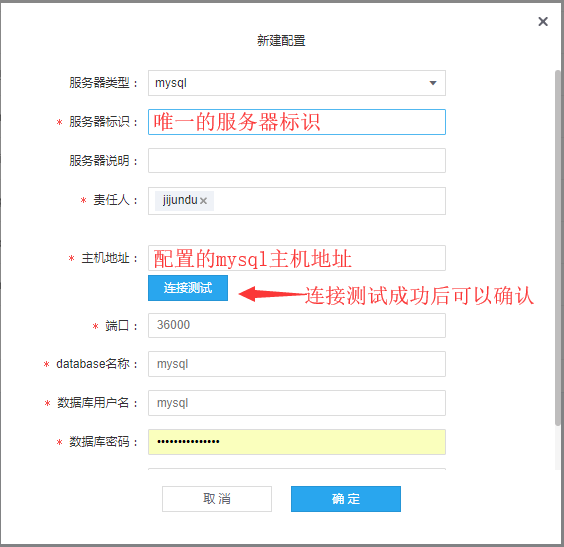 新建配置
服务器类型： mysql
* 服务器标识： 唯一的服务器标识
服务器说明：
* 责任人： jijundu×
* 主机地址： 配置的mysql主机地址
连接测试 连接测试成功后可以确认
* 端口： 36000
* database名称： mysql
* 数据库用户名： mysql
* 数据库密码： •••••••••••••••
取 消 确 定